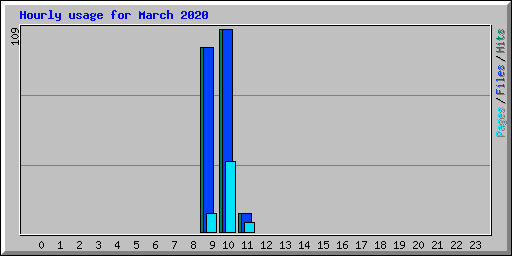 Hourly usage for March 2020
109
Pages/Files/Hits
0 1 2 3 4 5 6 7 8 9 10 11 12 13 14 15 16 17 18 19 20 21 22 23